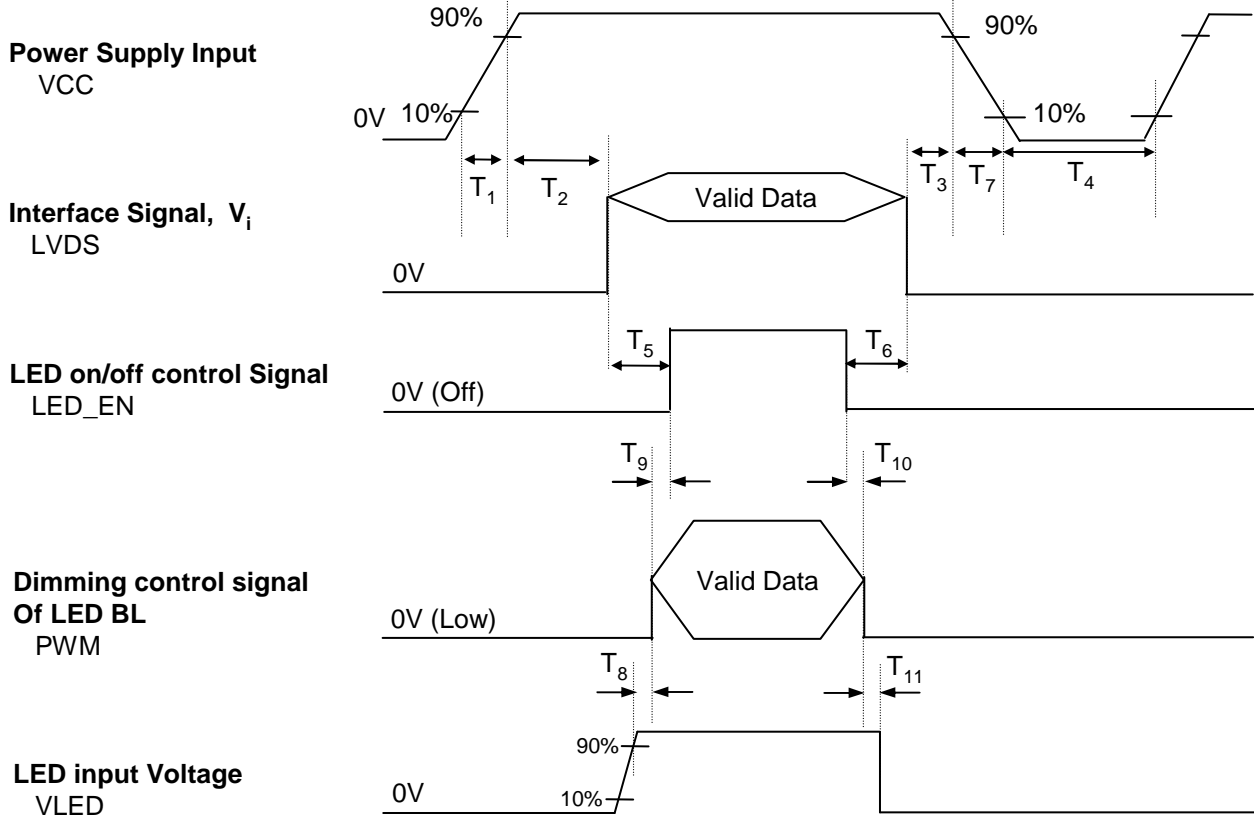 90%
90%
Power Supply Input
VCC
0V
10%
10%
T1
T2
T3
T7
T4
Interface Signal, Vi
LVDS
Valid Data
0V
T5
T6
LED on/off control Signal
LED_EN
0V (Off)
T9
T10
Dimming control signal
Of LED BL
PWM
Valid Data
0V (Low)
T8
T11
90%
LED input Voltage
VLED
0V
10%